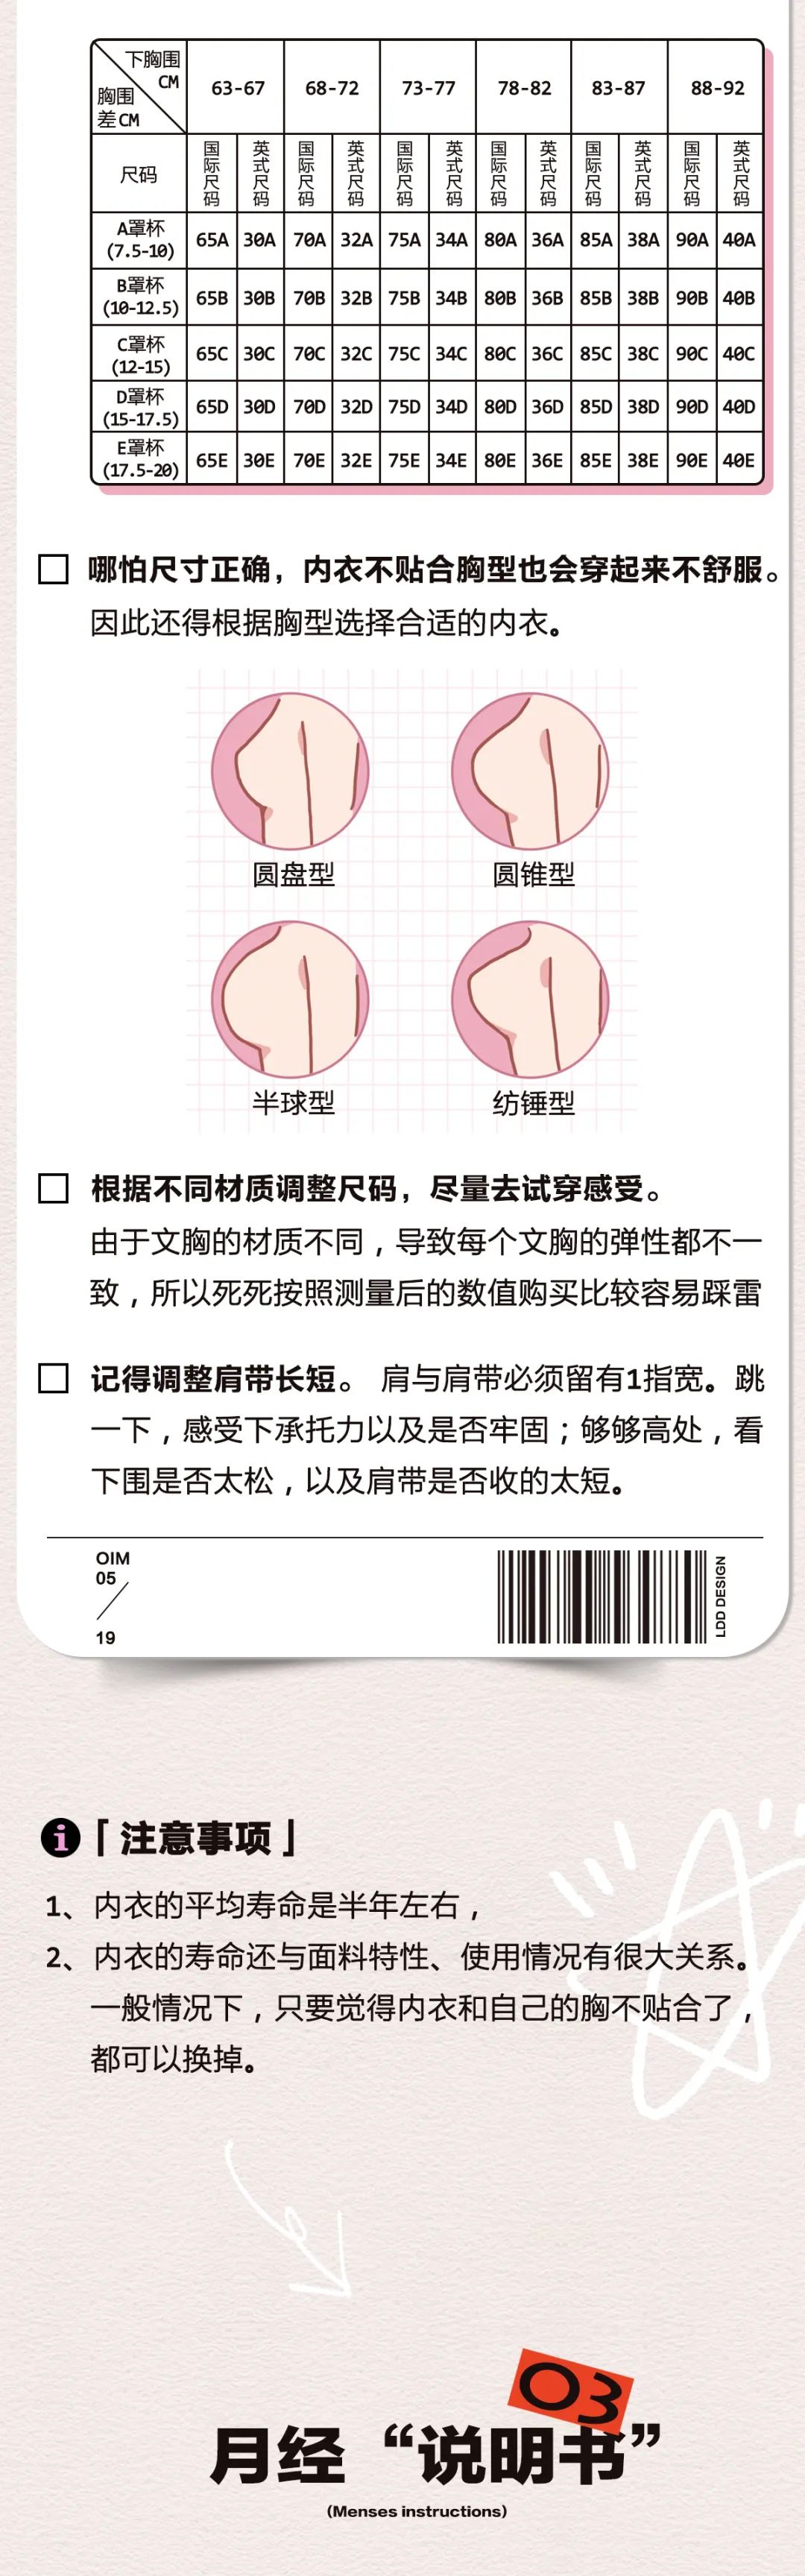 下胸围
CM
胸围
差CM
63-67 68-72 73-77 78-82 83-87 88-92
尺码 国际尺码 英式尺码 国际尺码 英式尺码 国际尺码 英式尺码 国际尺码 英式尺码 国际尺码 英式尺码 国际尺码 英式尺码
A罩杯
(7.5-10)
65A 30A 70A 32A 75A 34A 80A 36A 85A 38A 90A 40A
B罩杯
(10-12.5)
65B 30B 70B 32B 75B 34B 80B 36B 85B 38B 90B 40B
C罩杯
(12-15)
65C 30C 70C 32C 75C 34C 80C 36C 85C 38C 90C 40C
D罩杯
(15-17.5)
65D 30D 70D 32D 75D 34D 80D 36D 85D 38D 90D 40D
E罩杯
(17.5-20)
65E 30E 70E 32E 75E 34E 80E 36E 85E 38E 90E 40E
哪怕尺寸正确，内衣不贴合胸型也会穿起来不舒服。
因此还得根据胸型选择合适的内衣。
圆盘型 圆锥型
半球型 纺锤型
根据不同材质调整尺码，尽量去试穿感受。
由于文胸的材质不同，导致每个文胸的弹性都不一
致，所以死死按照测量后的数值购买比较容易踩雷
记得调整肩带长短。 肩与肩带必须留有1指宽。跳
一下，感受下承托力以及是否牢固；够够高处，看
下围是否太松，以及肩带是否收的太短。
OIM
05
19
LDD DESIGN
i「注意事项」
1、内衣的平均寿命是半年左右，
2、内衣的寿命还与面料特性、使用情况有很大关系。
一般情况下，只要觉得内衣和自己的胸不贴合了，
都可以换掉。
03
月经“说明书”
(Menses instructions)